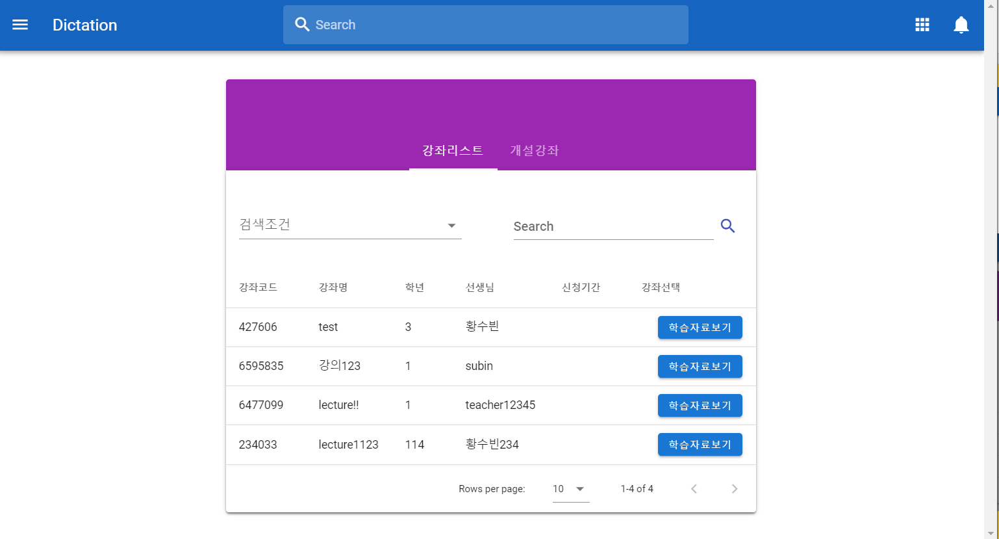 Dictation
Search
강좌리스트 개설강좌
검색조건
Search
강좌코드 강좌명 학년 선생님 신청기간 강좌선택
427606 test 3 황수빈 학습자료보기
6595835 강의123 1 subin 학습자료보기
6477099 lecture!! 1 teacher12345 학습자료보기
234033 lecture1123 114 황수빈234 학습자료보기
Rows per page: 10 1-4 of 4